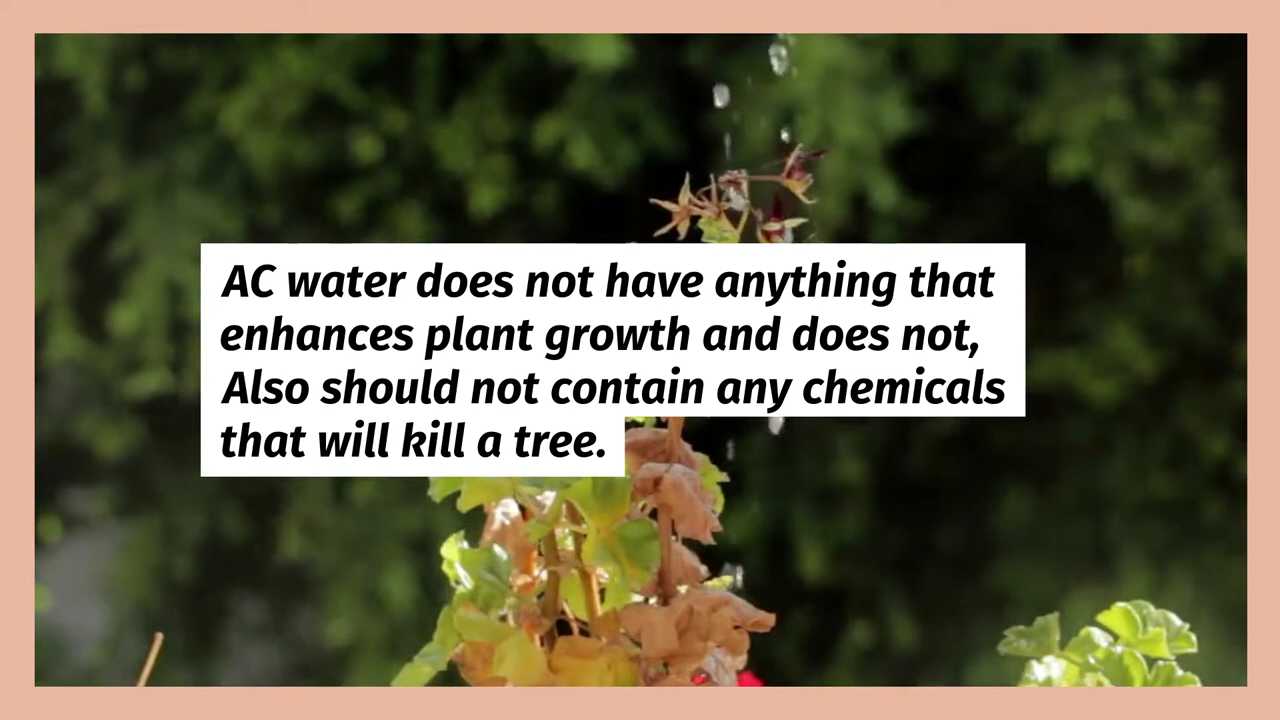 AC water does not have anything that
enhances plant growth and does not,
Also should not contain any chemicals
that will kill a tree.